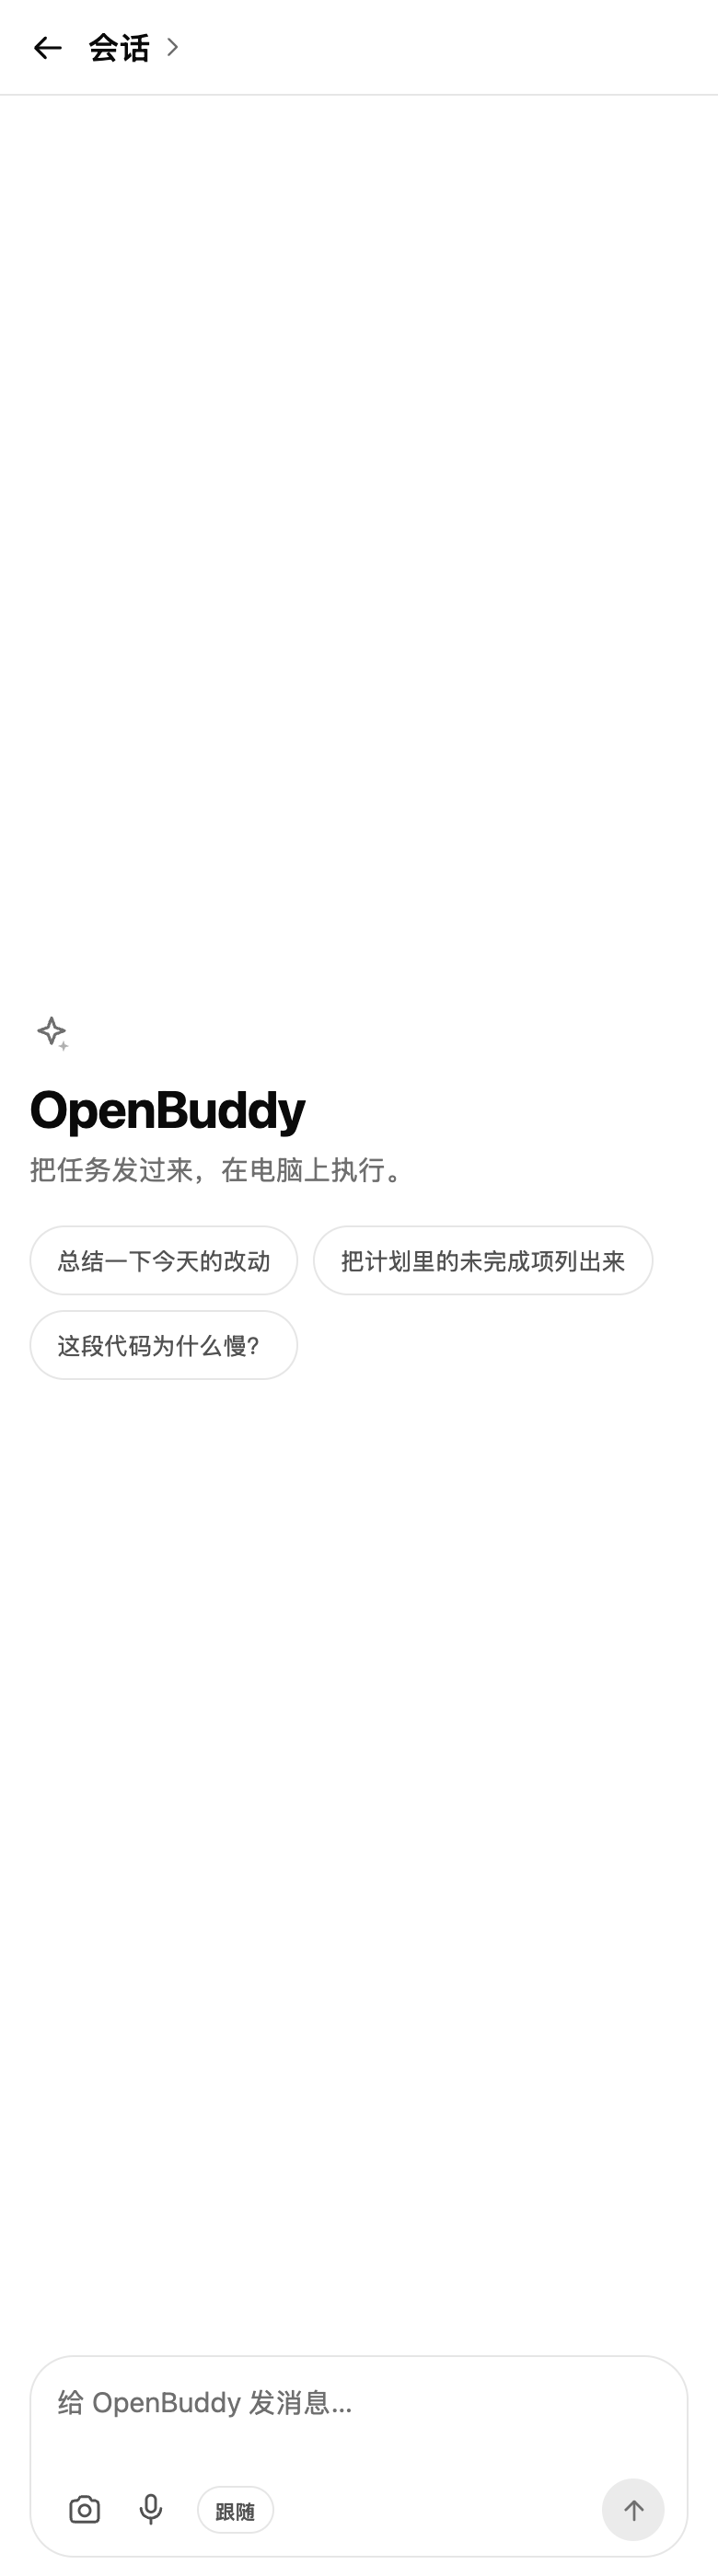 会话
OpenBuddy
把任务发过来，在电脑上执行。
总结一下今天的改动
把计划里的未完成项列出来
这段代码为什么慢？
给 OpenBuddy 发消息...
跟随